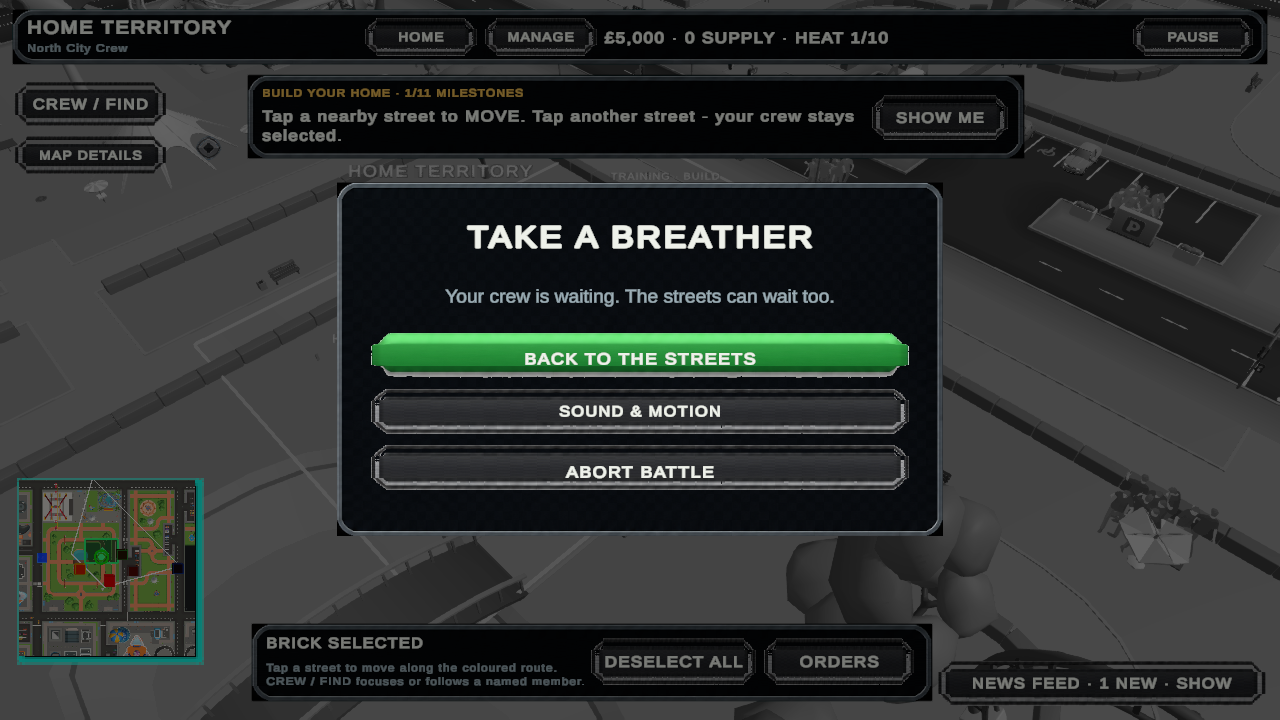 HOME TERRITORY
North City Crew
HOME
MANAGE
£5,000 · 0 SUPPLY · HEAT 1/10
PAUSE
CREW / FIND
MAP DETAILS
BUILD YOUR HOME · 1/11 MILESTONES
Tap a nearby street to MOVE. Tap another street - your crew stays
selected.
SHOW ME
HOME TERRITORY
TRAINING · BUILD
P
TAKE A BREATHER
Your crew is waiting. The streets can wait too.
BACK TO THE STREETS
SOUND & MOTION
ABORT BATTLE
BRICK SELECTED
Tap a street to move along the coloured route.
CREW / FIND focuses or follows a named member.
DESELECT ALL
ORDERS
NEWS FEED · 1 NEW · SHOW